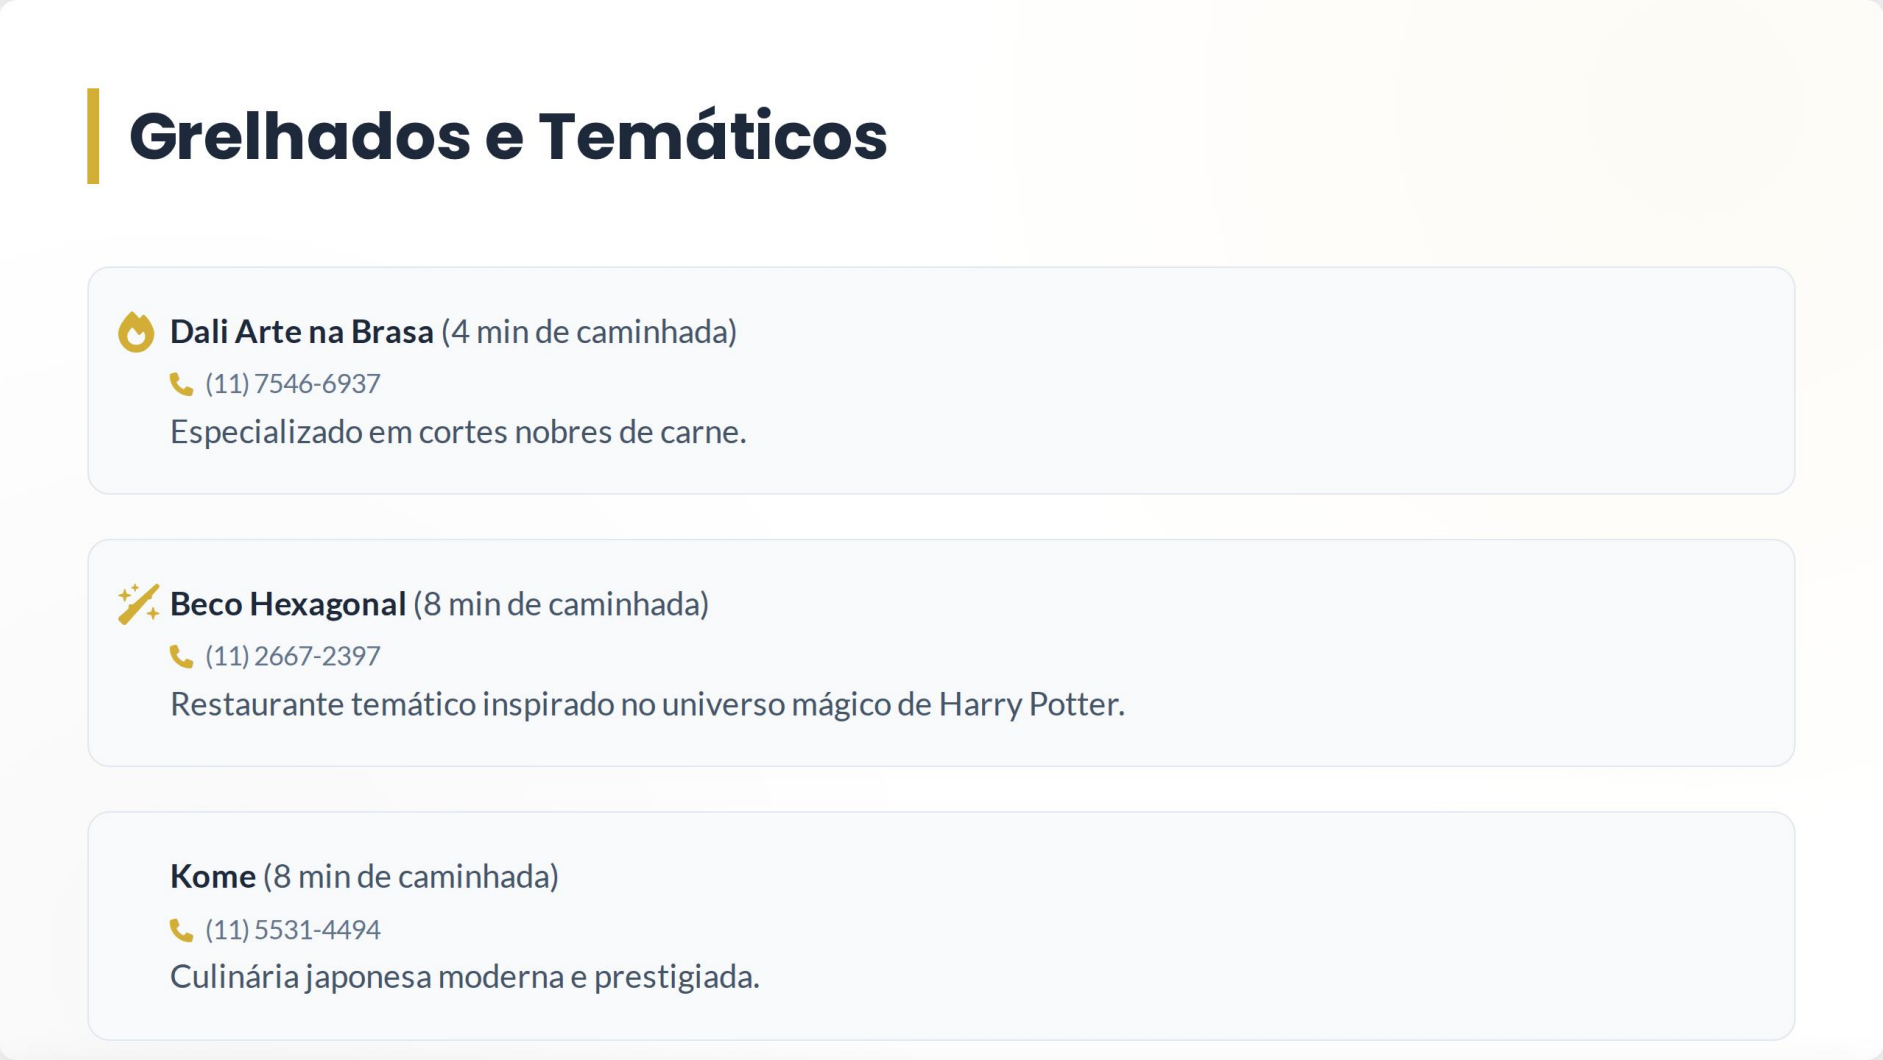 Grelhados e Temáticos
Dali Arte na Brasa (4 min de caminhada)
(11) 7546-6937
Especializado em cortes nobres de carne.
Beco Hexagonal (8 min de caminhada)
(11) 2667-2397
Restaurante temático inspirado no universo mágico de Harry Potter.
Kome (8 min de caminhada)
(11) 5531-4494
Culinária japonesa moderna e prestigiada.